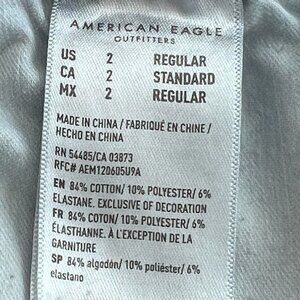 AMERICAN EAGLE
OUTFITTERS
US 2 REGULAR
CA 2 STANDARD
MX 2 REGULAR
MADE IN CHINA / FABRIQUÉ EN CHINE /
HECHO EN CHINA
RN 54485/CA 03873
RFC# AEM120605U9A
EN 84% COTTON/ 10% POLYESTER/ 6%
ELASTANE. EXCLUSIVE OF DECORATION
FR 84% COTON/ 10% POLYESTER/ 6%
ÉLASTHANNE. À L'EXCEPTION DE LA
GARNITURE
SP 84% algodón/ 10% poliéster/ 6%
elastano